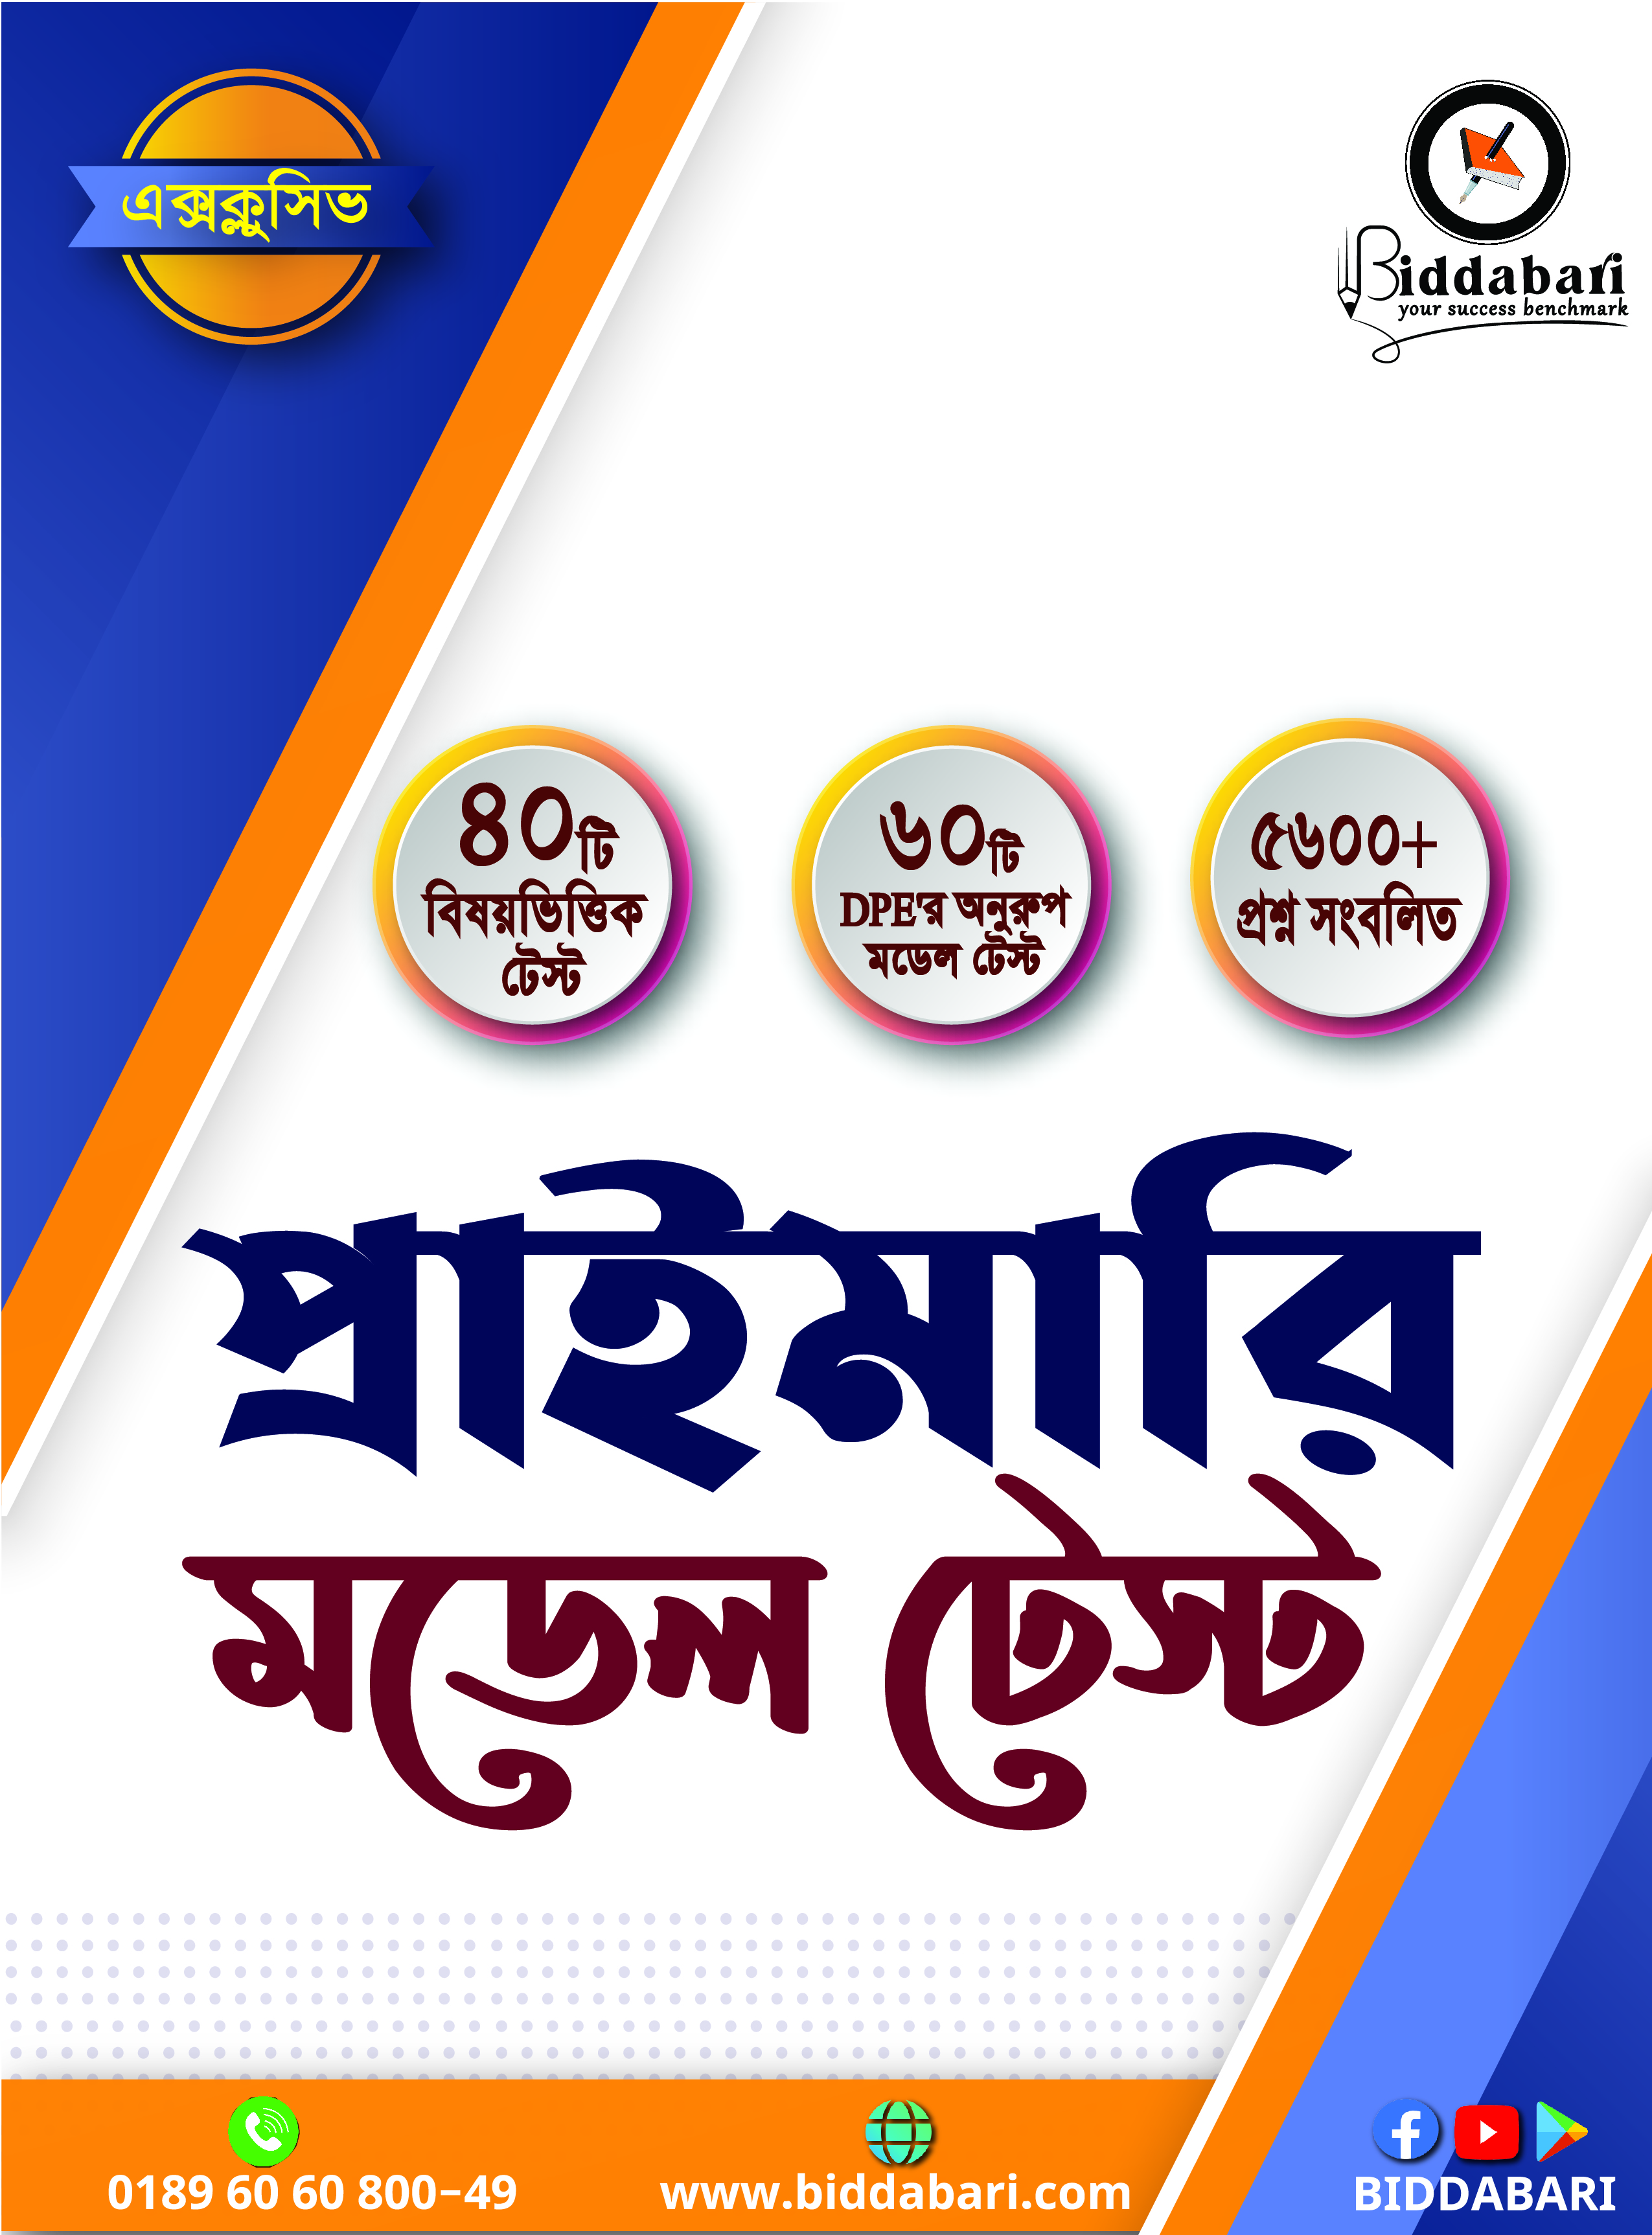 এক্সক্লুসিভ
Biddabari
your success benchmark
৪০টি
বিষয়ভিত্তিক
টেস্ট
৬০টি
DPE'র অনুরুপ
মডেল টেস্ট
৫৬০০+
প্রশ্ন সংবলিত
প্রাইমারি
মডেল টেস্ট
0189 60 60 800-49
www.biddabari.com
BIDDABARI